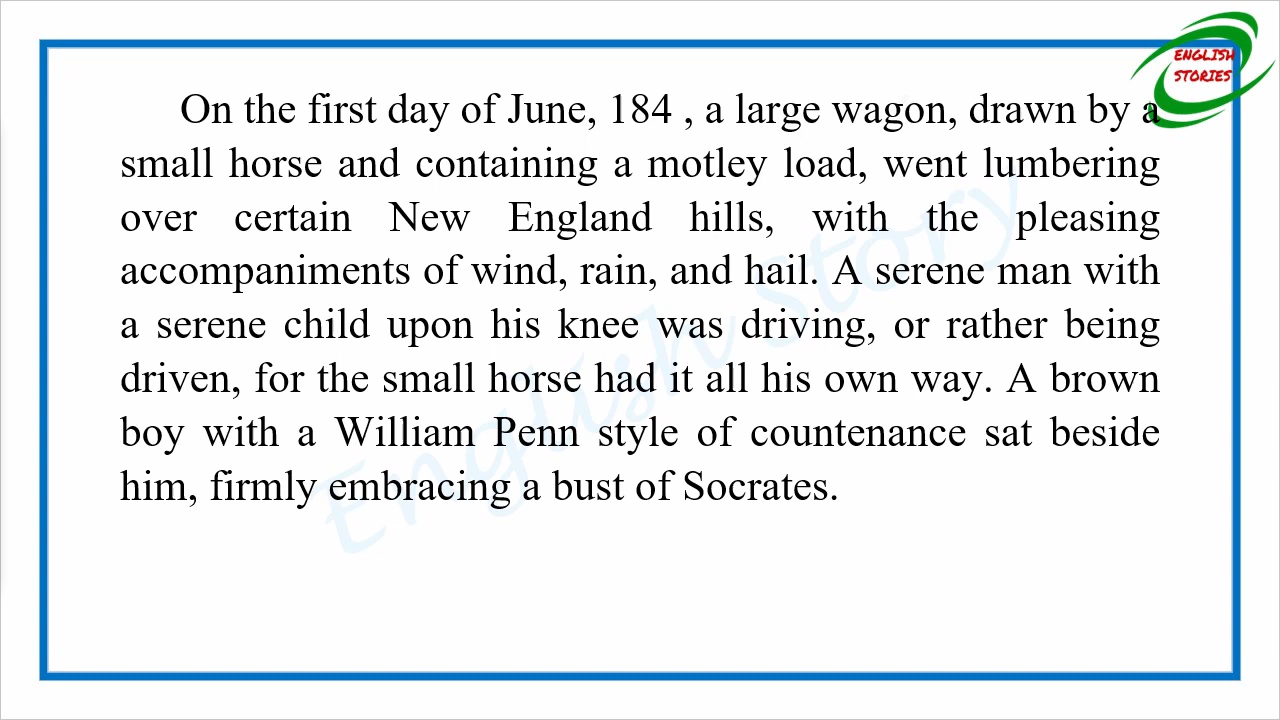 ENGLISH
STORIES
On the first day of June, 184 , a large wagon, drawn by a
small horse and containing a motley load, went lumbering
over certain New England hills, with the pleasing
accompaniments of wind, rain, and hail. A serene man with
a serene child upon his knee was driving, or rather being
driven, for the small horse had it all his own way. A brown
boy with a William Penn style of countenance sat beside
him, firmly embracing a bust of Socrates.
English Story